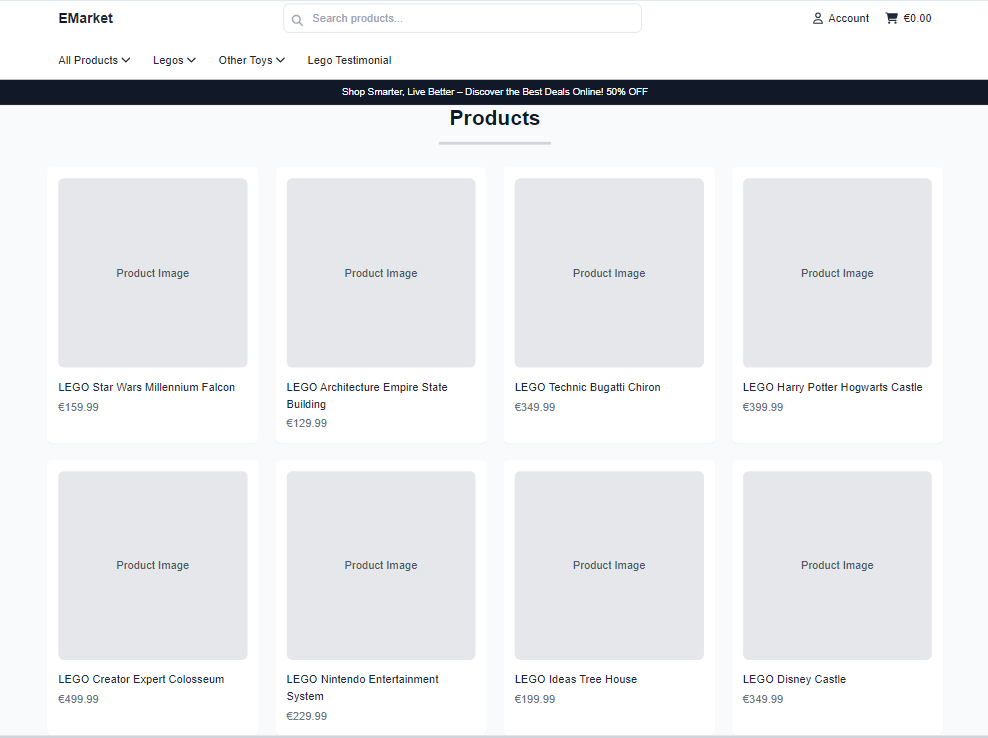 EMarket
Search products...
Account
€0.00
All Products
Legos
Other Toys
Lego Testimonial
Shop Smarter, Live Better – Discover the Best Deals Online! 50% OFF
Products
Product Image
Product Image
Product Image
Product Image
LEGO Star Wars Millennium Falcon
€159.99
LEGO Architecture Empire State
Building
€129.99
LEGO Technic Bugatti Chiron
€349.99
LEGO Harry Potter Hogwarts Castle
€399.99
Product Image
Product Image
Product Image
Product Image
LEGO Creator Expert Colosseum
€499.99
LEGO Nintendo Entertainment
System
€229.99
LEGO Ideas Tree House
€199.99
LEGO Disney Castle
€349.99